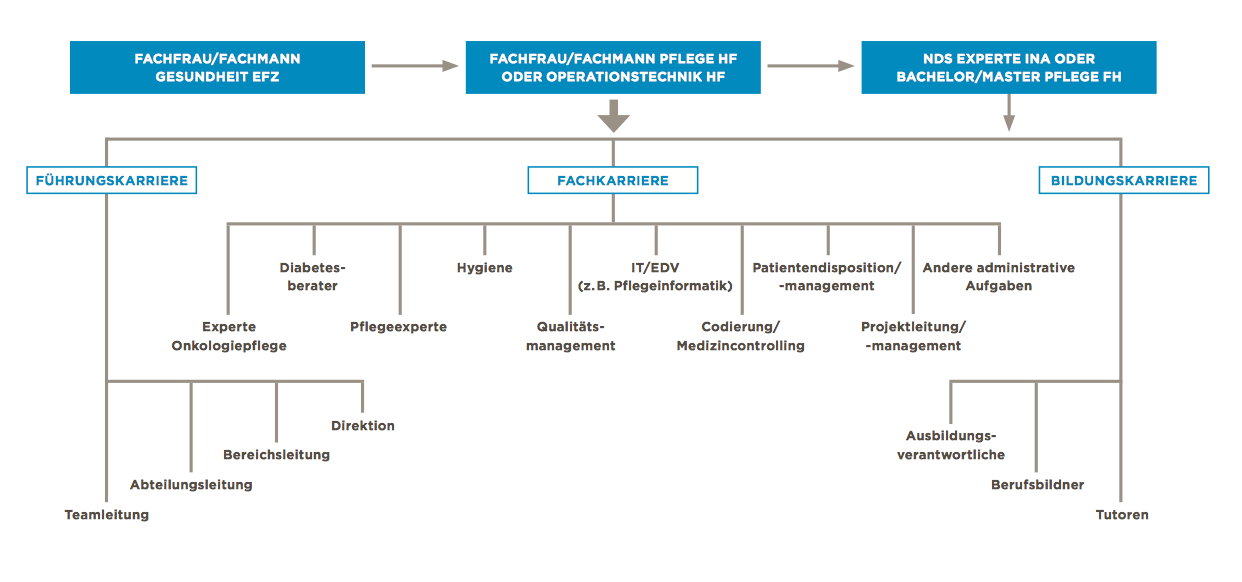 FACHFRAU/FACHMANN
GESUNDHEIT EFZ
FACHFRAU/FACHMANN PFLEGE HF
ODER OPERATIONSTECHNIK HF
NDS EXPERTE INA ODER
BACHELOR/MASTER PFLEGE FH
FÜHRUNGSKARRIERE
FACHKARRIERE
BILDUNGSKARRIERE
Diabetes-
berater
Hygiene
IT/EDV
(z. B. Pflegeinformatik)
Patientendisposition/
-management
Andere administrative
Aufgaben
Experte
Onkologiepflege
Pflegeexperte
Qualitäts-
management
Codierung/
Medizincontrolling
Projektleitung/
-management
Direktion
Bereichsleitung
Abteilungsleitung
Teamleitung
Ausbildungs-
verantwortliche
Berufsbildner
Tutoren